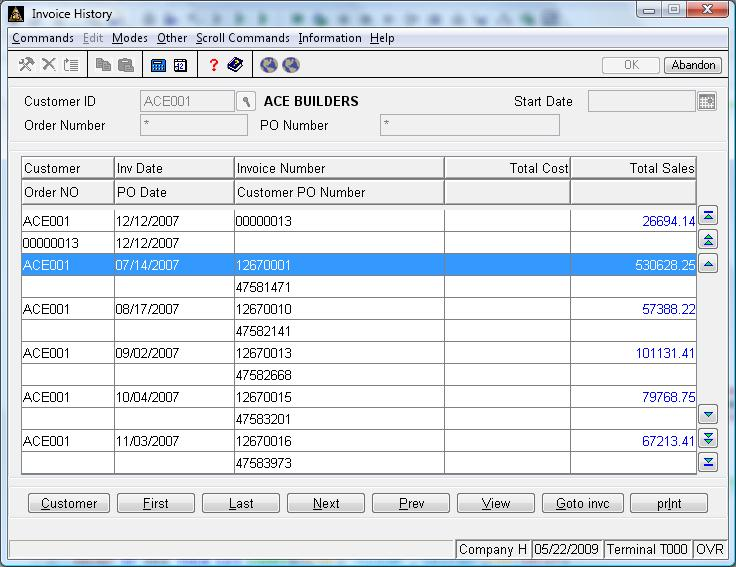 Invoice History
Commands Edit Modes Other Scroll Commands Information Help
OK Abandon
Customer ID ACE001 ACE BUILDERS Start Date
Order Number * PO Number *
Customer Inv Date Invoice Number Total Cost Total Sales
Order NO PO Date Customer PO Number
ACE001 12/12/2007 00000013 26694.14
00000013 12/12/2007
ACE001 07/14/2007 12670001 530628.25
47581471
ACE001 08/17/2007 12670010 57388.22
47582141
ACE001 09/02/2007 12670013 101131.41
47582668
ACE001 10/04/2007 12670015 79768.75
47583201
ACE001 11/03/2007 12670016 67213.41
47583973
Customer First Last Next Prev View Goto invc prInt
Company H 05/22/2009 Terminal T000 OVR